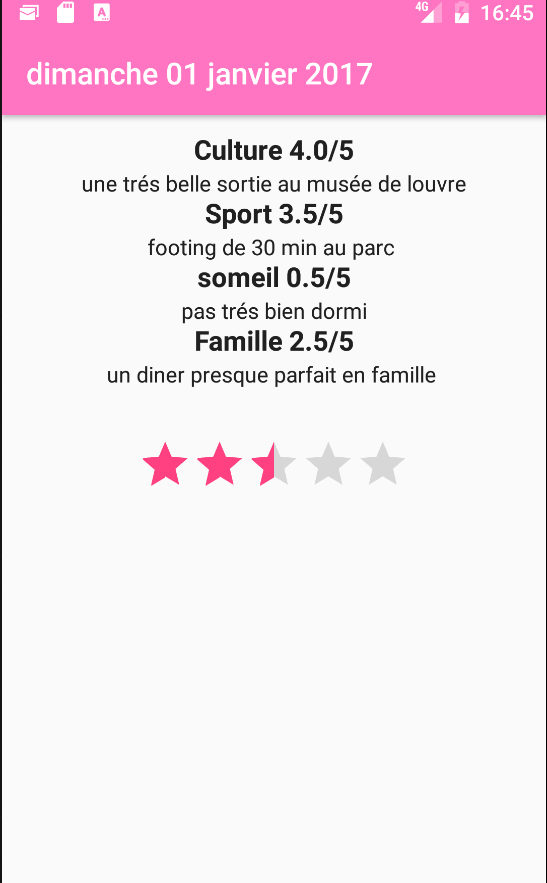 4G 16:45
dimanche 01 janvier 2017
Culture 4.0/5
une trés belle sortie au musée de louvre
Sport 3.5/5
footing de 30 min au parc
someil 0.5/5
pas trés bien dormi
Famille 2.5/5
un diner presque parfait en famille